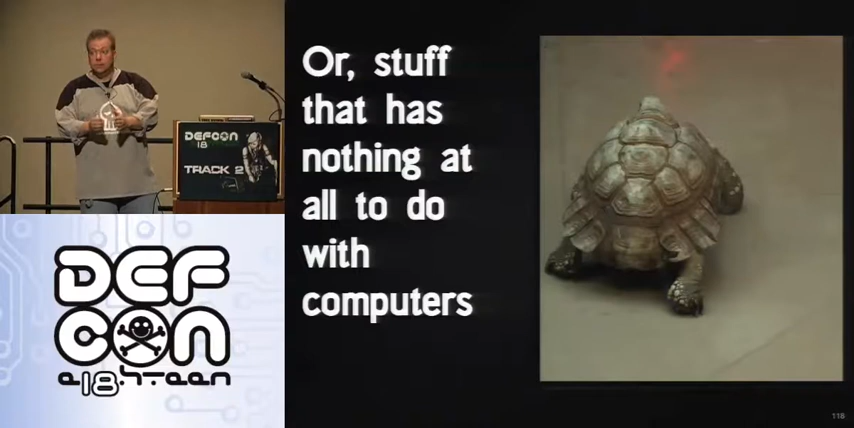 DEFCON
18
TRACK 2
DEF
CON
e18hteen
Or, stuff
that has
nothing at
all to do
with
computers
118